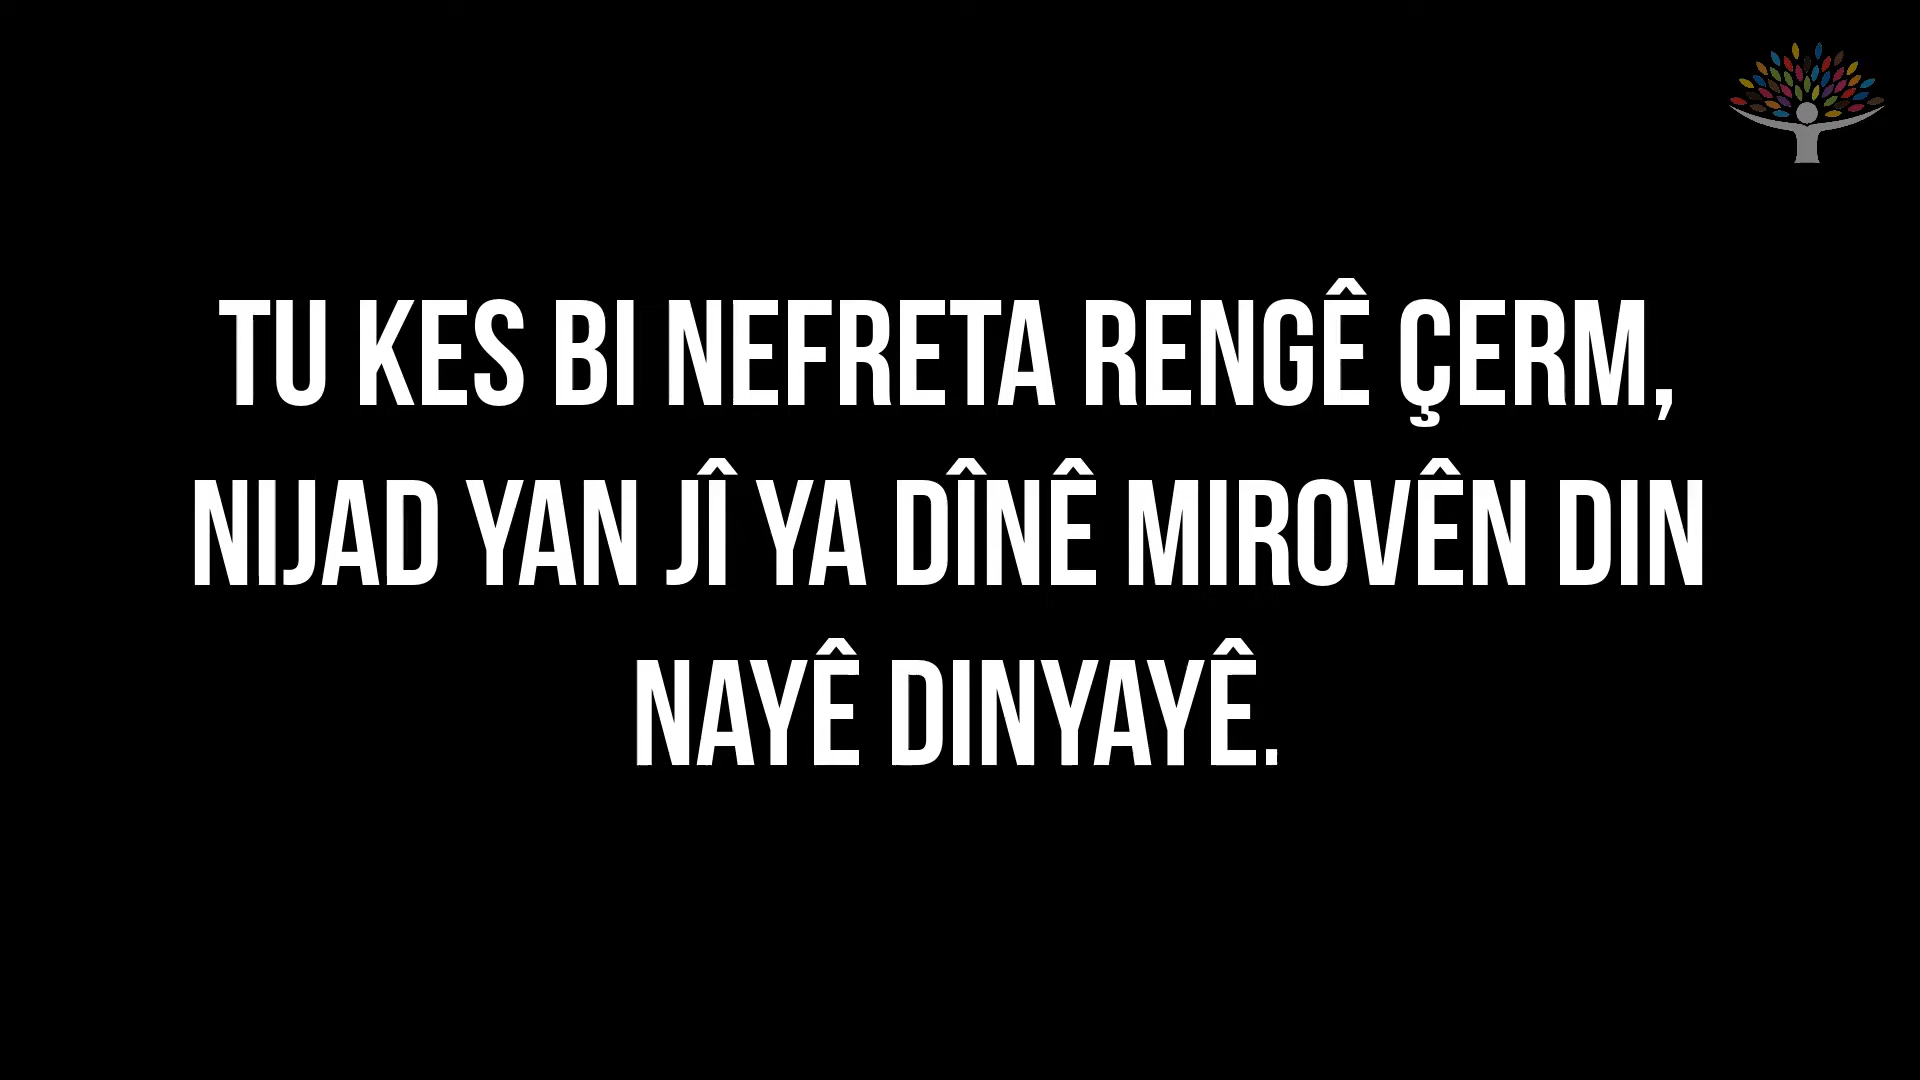 TU KES BI NEFRETA RENGÊ ÇERM,
NIJAD YAN JÎ YA DÎNÊ MIROVÊN DIN
NAYÊ DINYAYÊ.